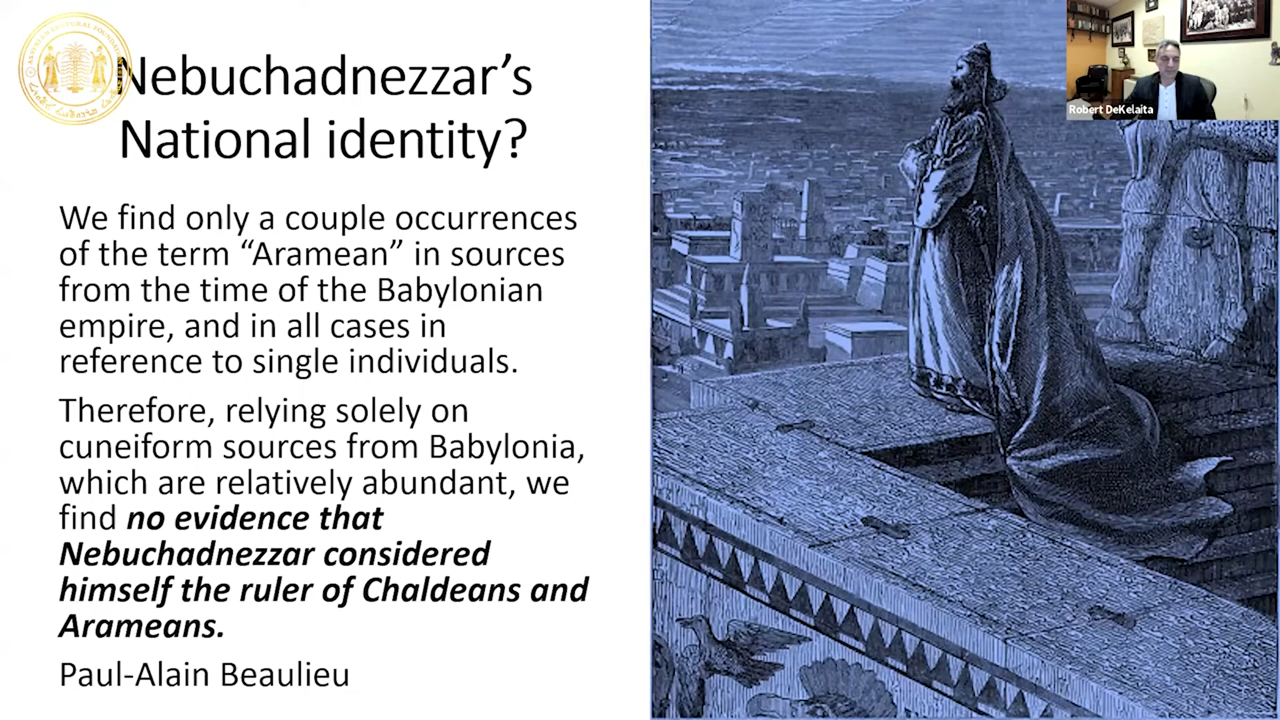 Nebuchadnezzar’s
National identity?
We find only a couple occurrences
of the term “Aramean” in sources
from the time of the Babylonian
empire, and in all cases in
reference to single individuals.
Therefore, relying solely on
cuneiform sources from Babylonia,
which are relatively abundant, we
find no evidence that
Nebuchadnezzar considered
himself the ruler of Chaldeans and
Arameans.
Paul-Alain Beaulieu
Robert DeKelaita